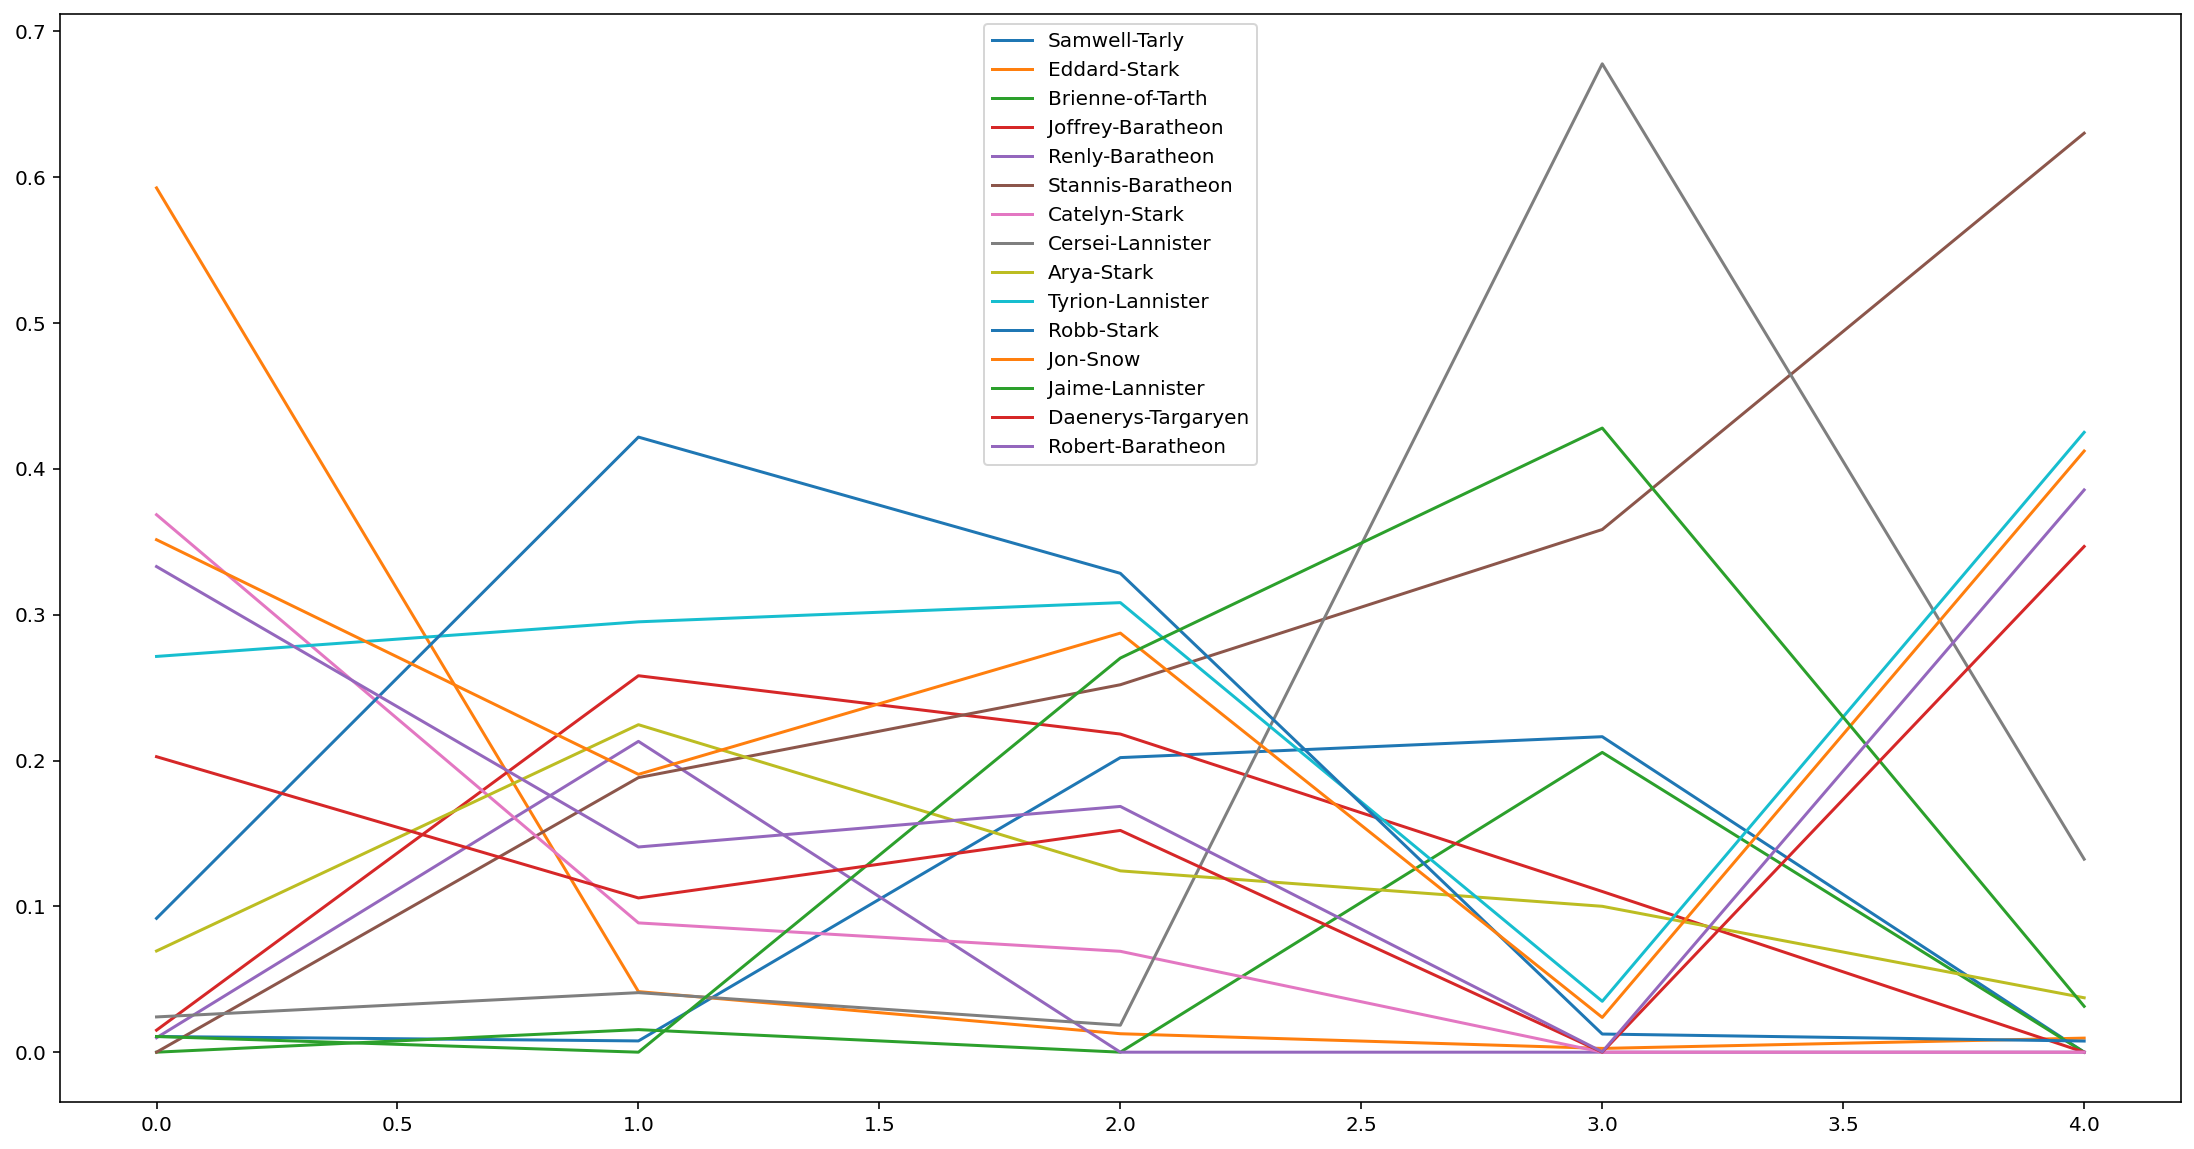 0.7
0.6
0.5
0.4
0.3
0.2
0.1
0.0
Samwell-Tarly
Eddard-Stark
Brienne-of-Tarth
Joffrey-Baratheon
Renly-Baratheon
Stannis-Baratheon
Catelyn-Stark
Cersei-Lannister
Arya-Stark
Tyrion-Lannister
Robb-Stark
Jon-Snow
Jaime-Lannister
Daenerys-Targaryen
Robert-Baratheon
0.0 0.5 1.0 1.5 2.0 2.5 3.0 3.5 4.0